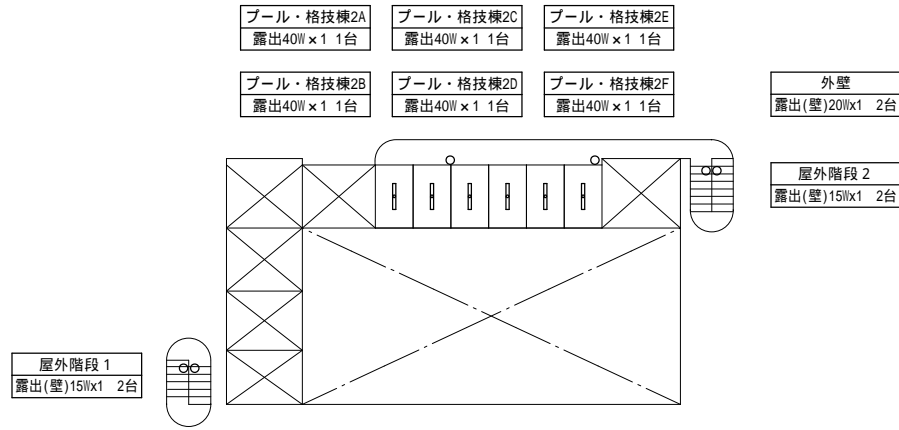 プール・格技棟2A
露出40W×1 1台
プール・格技棟2C
露出40W×1 1台
プール・格技棟2E
露出40W×1 1台
プール・格技棟2B
露出40W×1 1台
プール・格技棟2D
露出40W×1 1台
プール・格技棟2F
露出40W×1 1台
外壁
露出(壁)20Wx1 2台
屋外階段2
露出(壁)15Wx1 2台
屋外階段1
露出(壁)15Wx1 2台